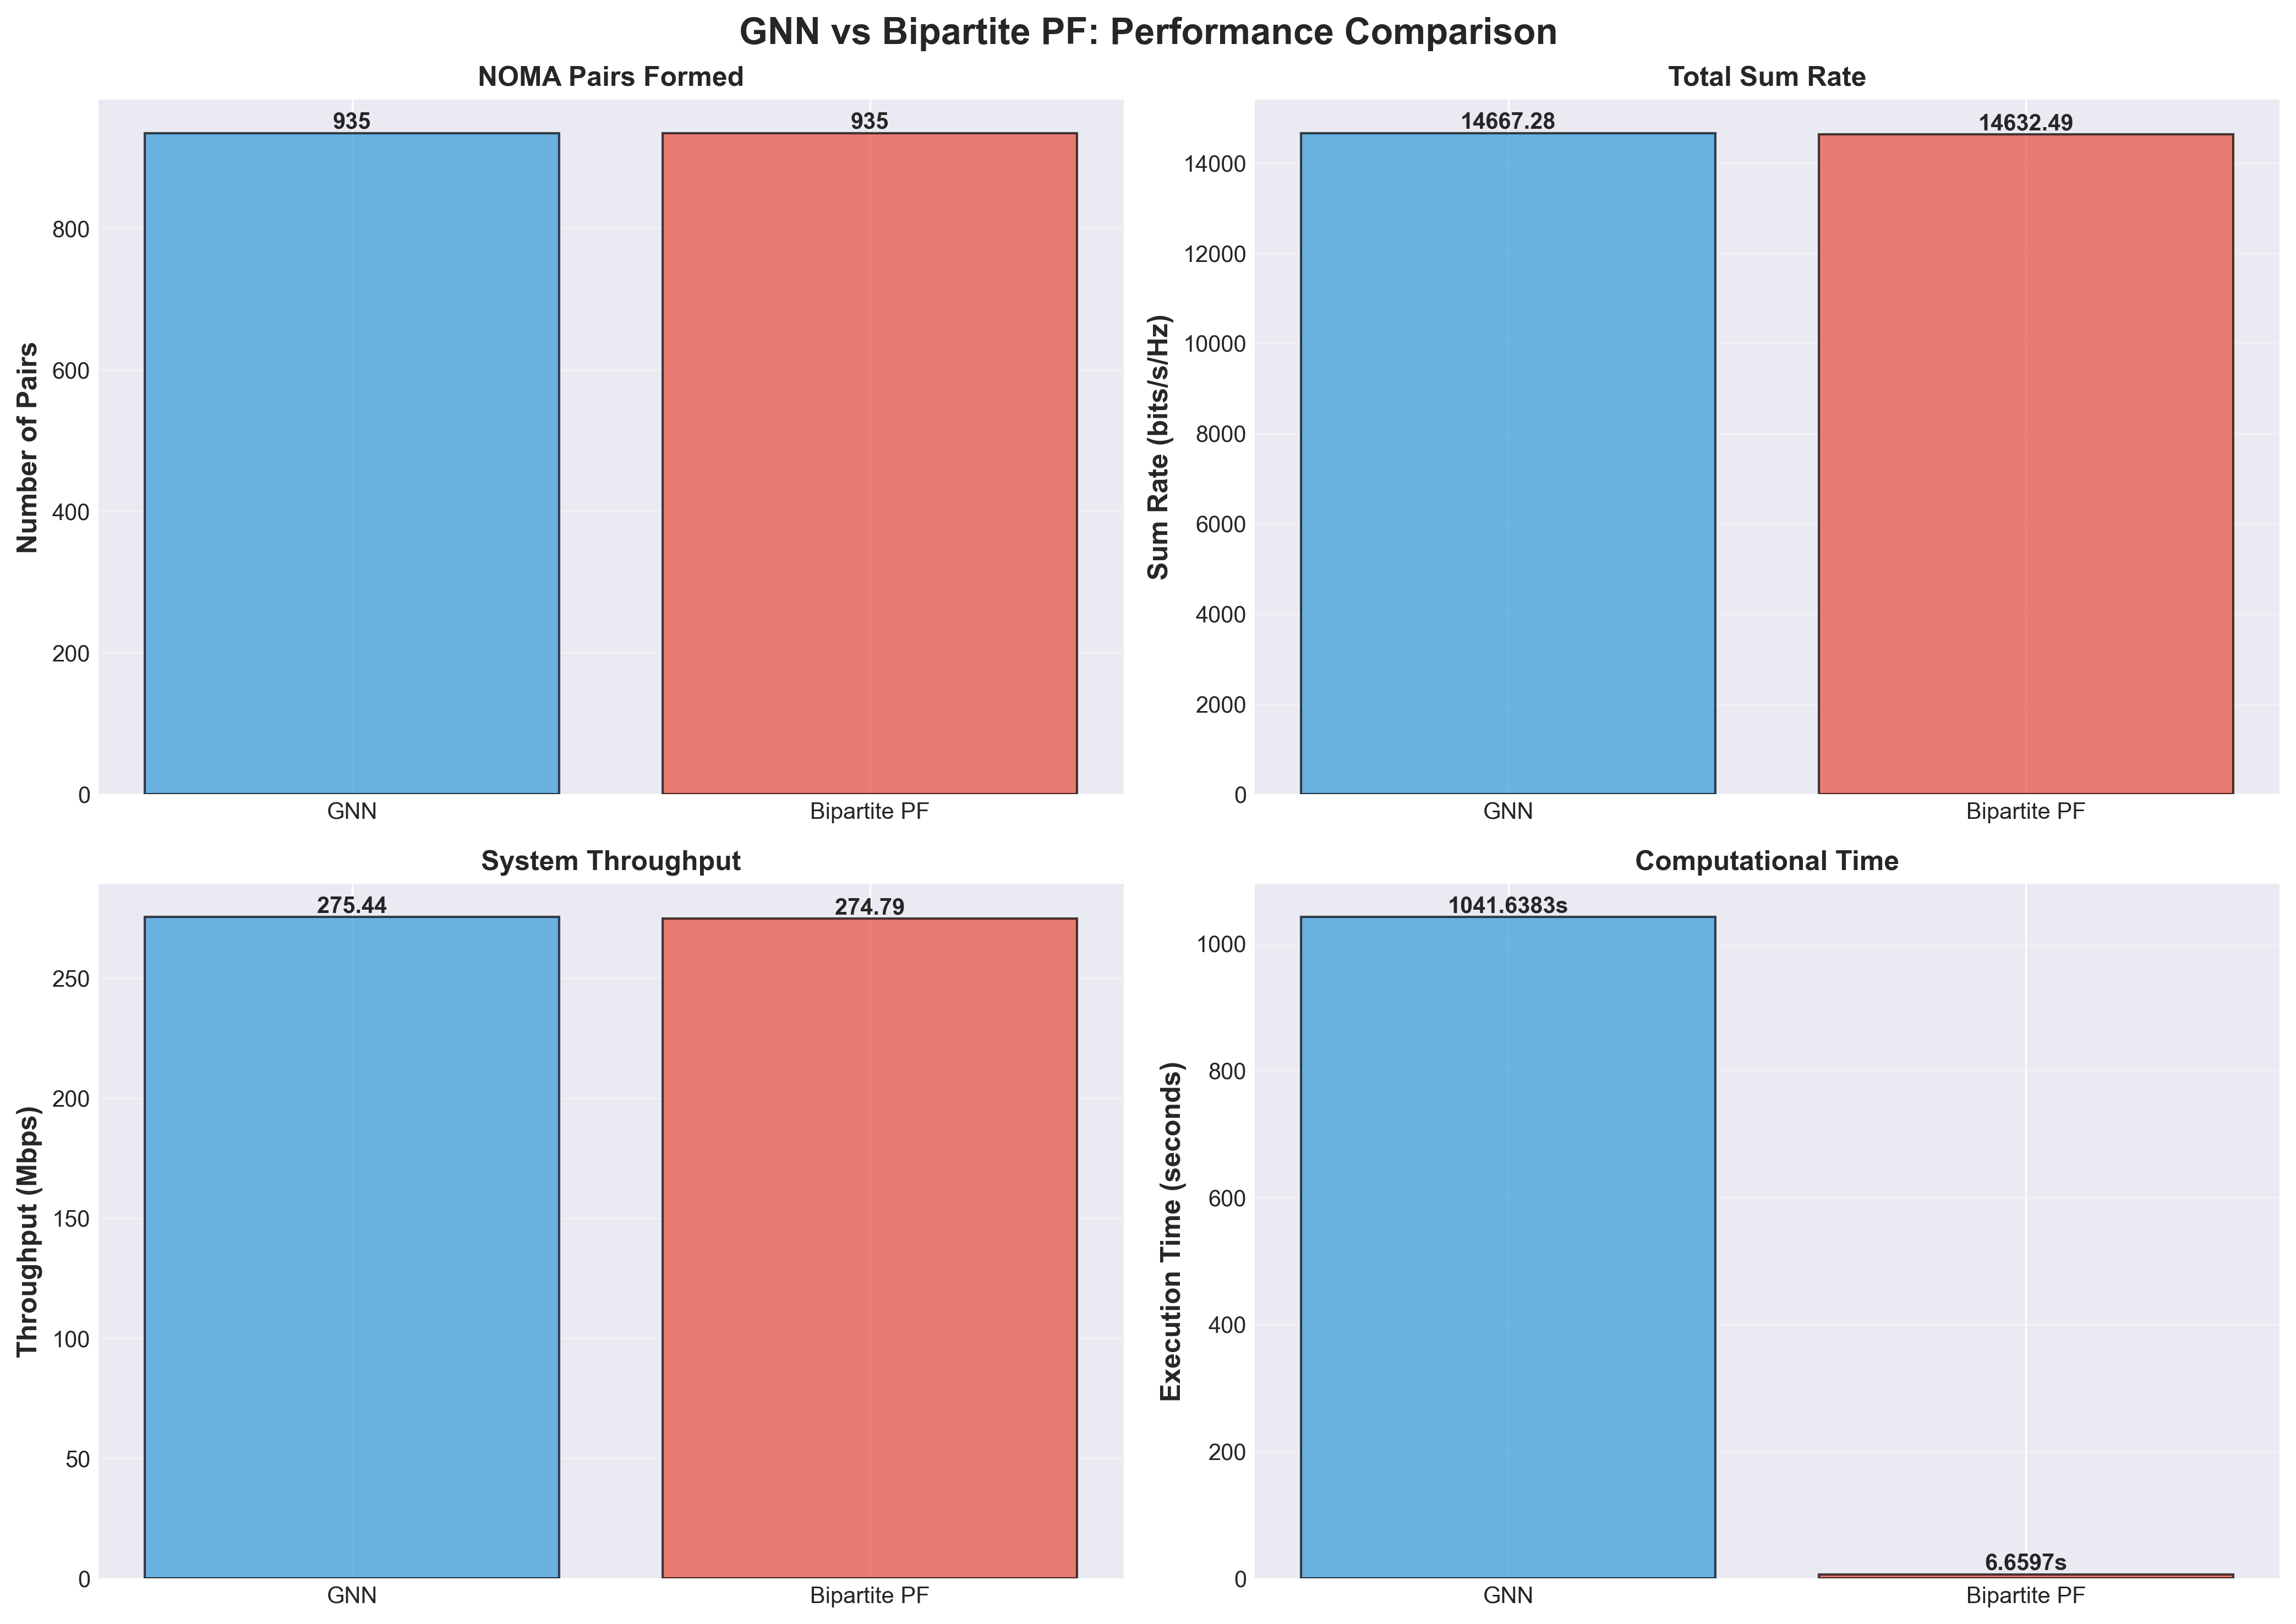 GNN vs Bipartite PF: Performance Comparison
NOMA Pairs Formed
Number of Pairs
800
600
400
200
0
935
935
GNN
Bipartite PF
Total Sum Rate
Sum Rate (bits/s/Hz)
14000
12000
10000
8000
6000
4000
2000
0
14667.28
14632.49
GNN
Bipartite PF
System Throughput
Throughput (Mbps)
250
200
150
100
50
0
275.44
274.79
GNN
Bipartite PF
Computational Time
Execution Time (seconds)
1000
800
600
400
200
0
1041.6383s
6.6597s
GNN
Bipartite PF